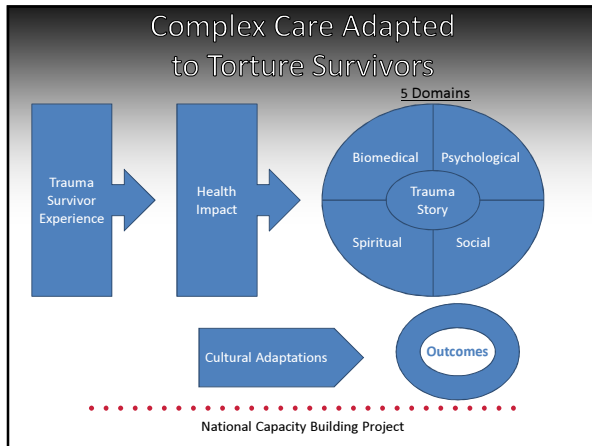 Complex Care Adapted
to Torture Survivors
5 Domains
Trauma
Survivor
Experience
Health
Impact
Biomedical
Psychological
Trauma
Story
Spiritual
Social
Cultural Adaptations
Outcomes
National Capacity Building Project